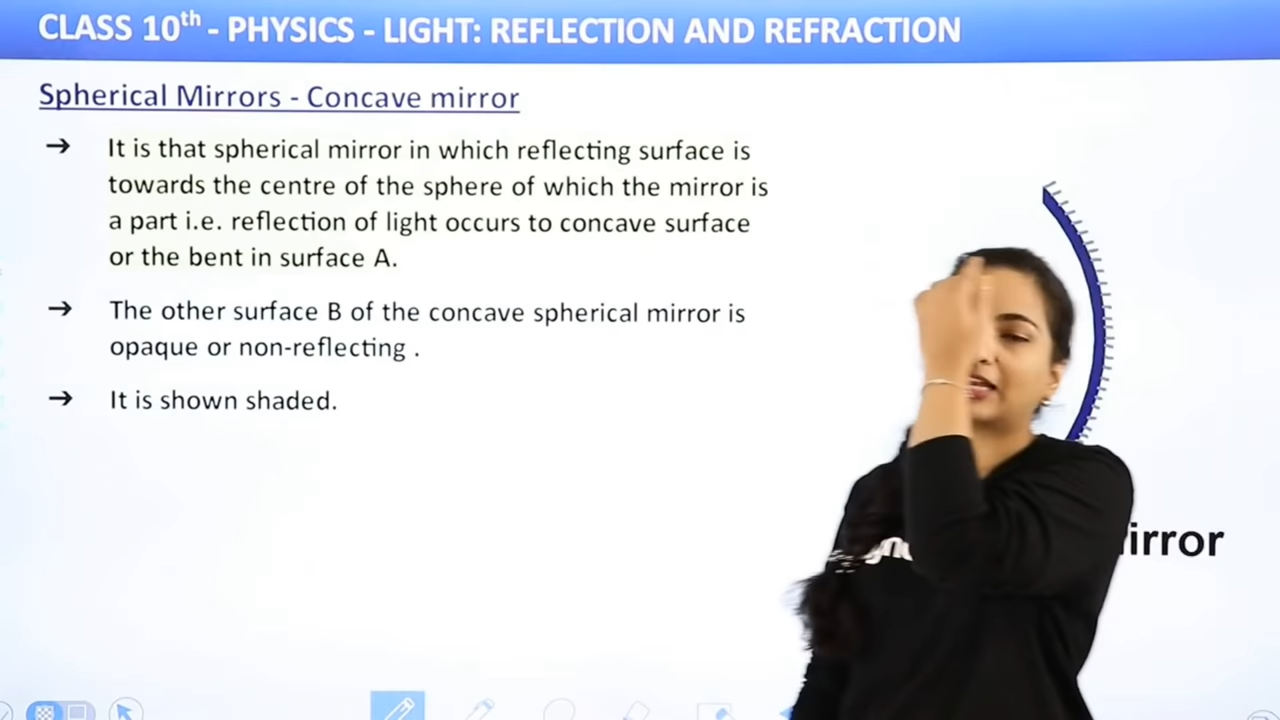 CLASS 10th - PHYSICS - LIGHT: REFLECTION AND REFRACTION
Spherical Mirrors - Concave mirror
➔ It is that spherical mirror in which reflecting surface is
towards the centre of the sphere of which the mirror is
a part i.e. reflection of light occurs to concave surface
or the bent in surface A.
➔ The other surface B of the concave spherical mirror is
opaque or non-reflecting .
➔ It is shown shaded.
irror